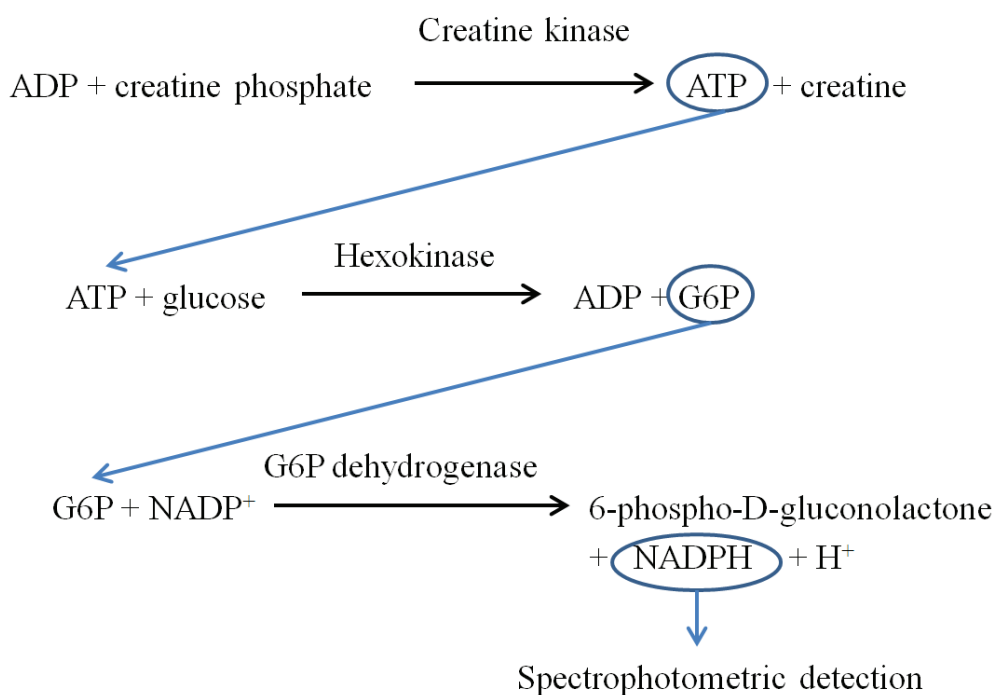 Creatine kinase
ADP + creatine phosphate ATP + creatine
Hexokinase
ATP + glucose ADP + G6P
G6P dehydrogenase
G6P + NADP⁺ 6-phospho-D-gluconolactone
+ NADPH + H⁺
Spectrophotometric detection